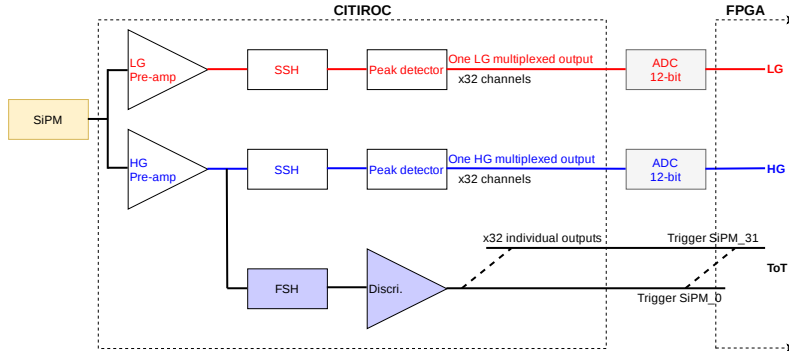 CITIROC
FPGA
LG
Pre-amp
SSH
Peak detector
One LG multiplexed output
x32 channels
ADC
12-bit
LG
SiPM
HG
Pre-amp
SSH
Peak detector
One HG multiplexed output
x32 channels
ADC
12-bit
HG
x32 individual outputs
Trigger SiPM_31
ToT
FSH
Discri.
Trigger SiPM_0